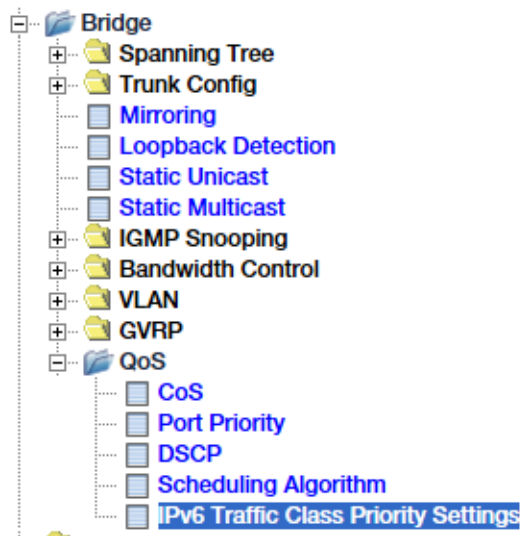 Bridge
Spanning Tree
Trunk Config
Mirroring
Loopback Detection
Static Unicast
Static Multicast
IGMP Snooping
Bandwidth Control
VLAN
GVRP
QoS
CoS
Port Priority
DSCP
Scheduling Algorithm
IPv6 Traffic Class Priority Settings